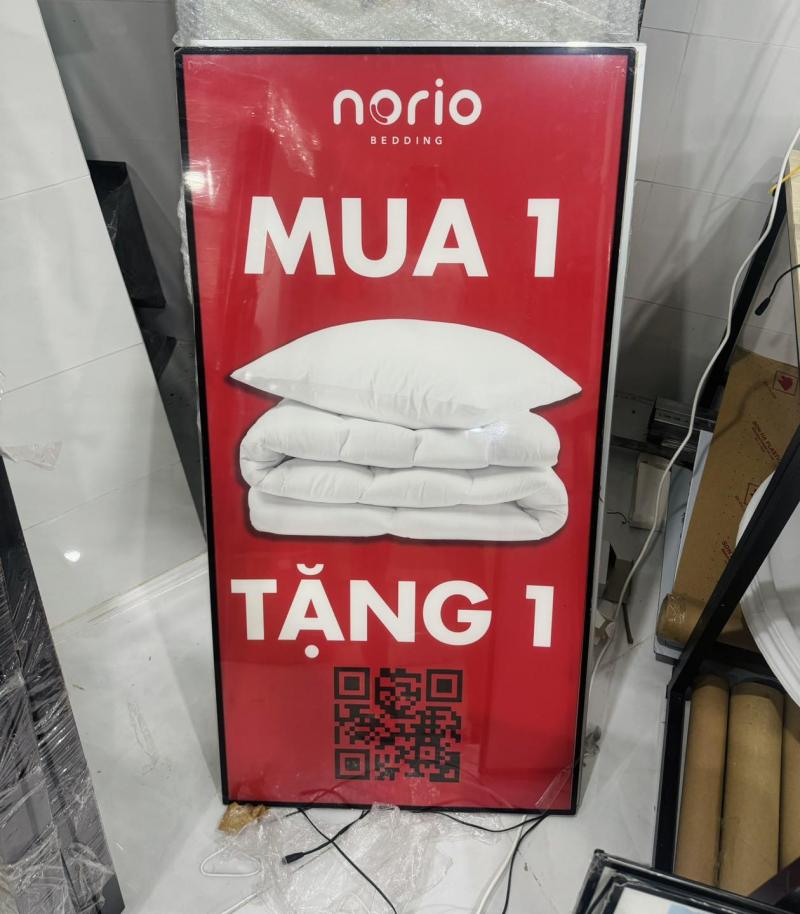 norio
BEDDING
MUA 1
TẶNG 1